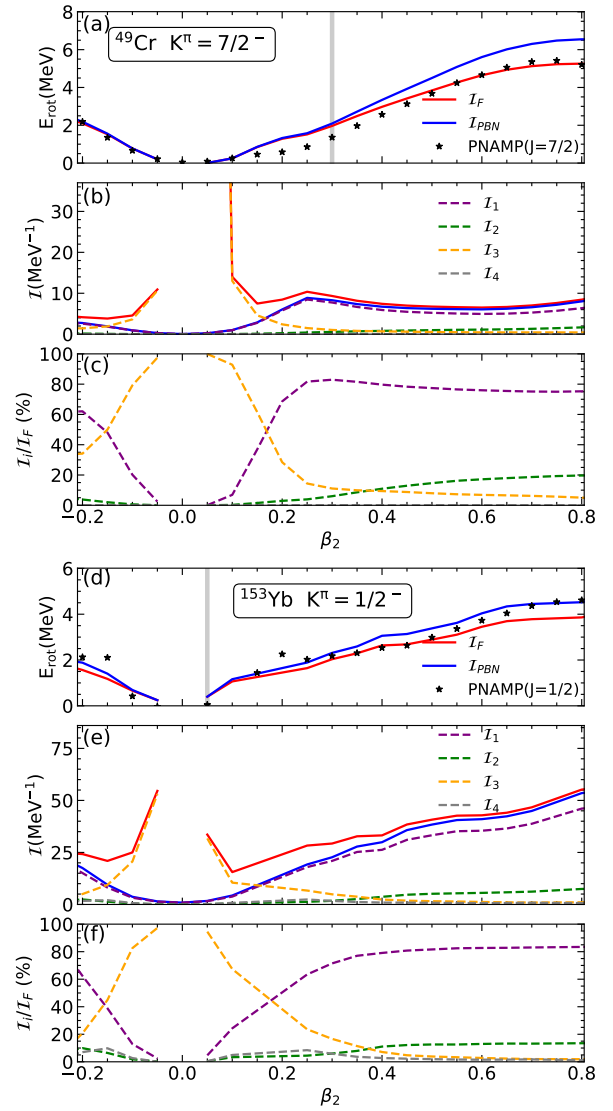 (a)
⁴⁹Cr Kᵖⁱ = 7/2⁻
E_rot(MeV)
8
6
4
2
0
𝓘_F
𝓘_PBN
PNAMP(J=7/2)
(b)
𝓘(MeV⁻¹)
30
20
10
0
𝓘₁
𝓘₂
𝓘₃
𝓘₄
(c)
𝓘ᵢ/𝓘_F (%)
100
80
60
40
20
0
−0.2 0.0 0.2 0.4 0.6 0.8
β₂
(d)
¹⁵³Yb K^π = 1/2⁻
E_rot(MeV)
6
4
2
0
𝓘_F
𝓘_PBN
PNAMP(J=1/2)
(e)
𝓘(MeV⁻¹)
75
50
25
0
𝓘₁
𝓘₂
𝓘₃
𝓘₄
(f)
𝓘ᵢ/𝓘_F (%)
100
80
60
40
20
0
−0.2 0.0 0.2 0.4 0.6 0.8
β₂